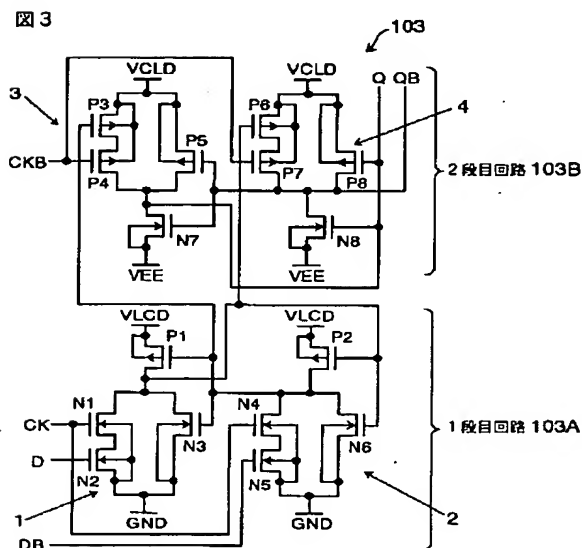 図3
103
VCLD
VCLD
Q QB
3
P3
P5
P6
4
CKB
P4
P7
P8
2段目回路 103B
N7
N8
VEE
VEE
VLCD
VLCD
P1
P2
N1
N4
CK
N3
N6
1段目回路 103A
D
N2
N5
1
GND
GND
2
DB